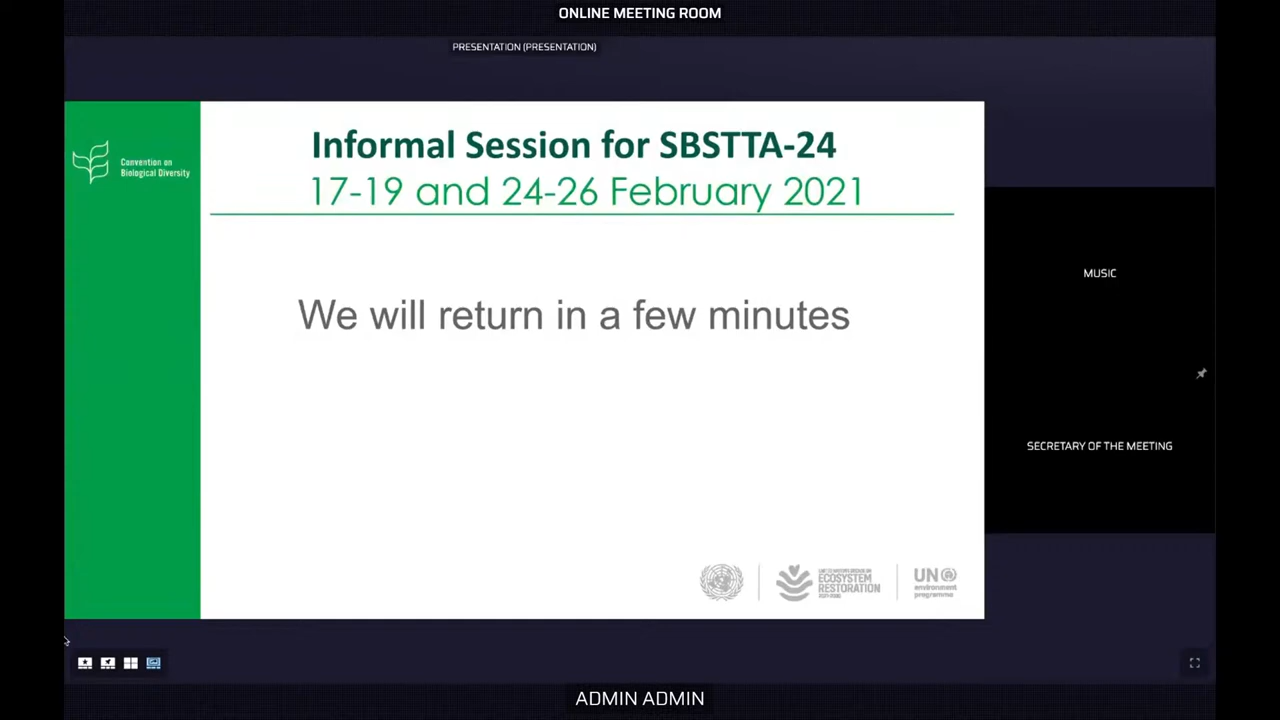 ONLINE MEETING ROOM
PRESENTATION (PRESENTATION)
Convention on
Biological Diversity
Informal Session for SBSTTA-24
17-19 and 24-26 February 2021
We will return in a few minutes
MUSIC
SECRETARY OF THE MEETING
ECOSYSTEM
RESTORATION
UN
environment
programme
ADMIN ADMIN